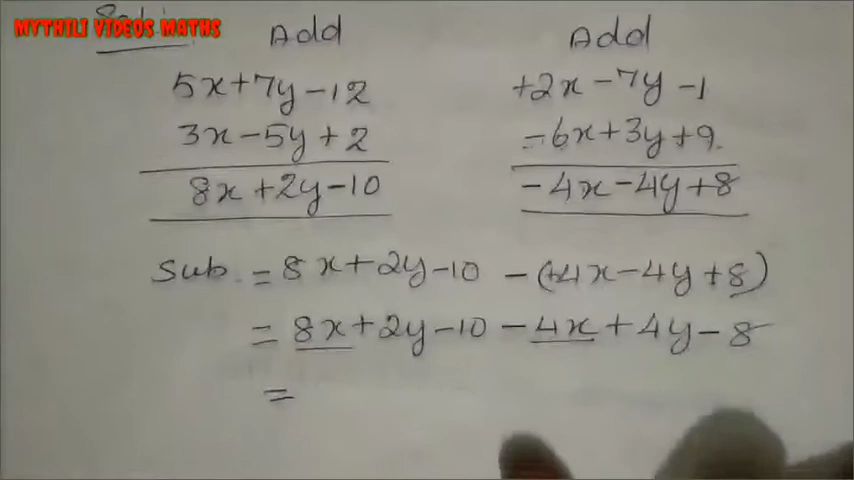 MYTHILI VIDEOS MATHS
Add Add
5x+7y-12 +2x-7y-1
3x-5y+2 -6x+3y+9
8x+2y-10 -4x-4y+8
Sub = 8x+2y-10 -(+4x-4y+8)
= 8x+2y-10-4x+4y-8
=